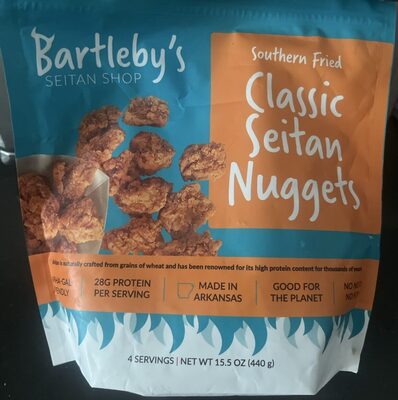 Bartleby's
SEITAN SHOP
Southern Fried
Classic
Seitan
Nuggets
is naturally crafted from grains of wheat and has been renowned for its high protein content for thousands of years
28G PROTEIN
PER SERVING
MADE IN
ARKANSAS
GOOD FOR
THE PLANET
4 SERVINGS | NET WT 15.5 OZ (440 g)